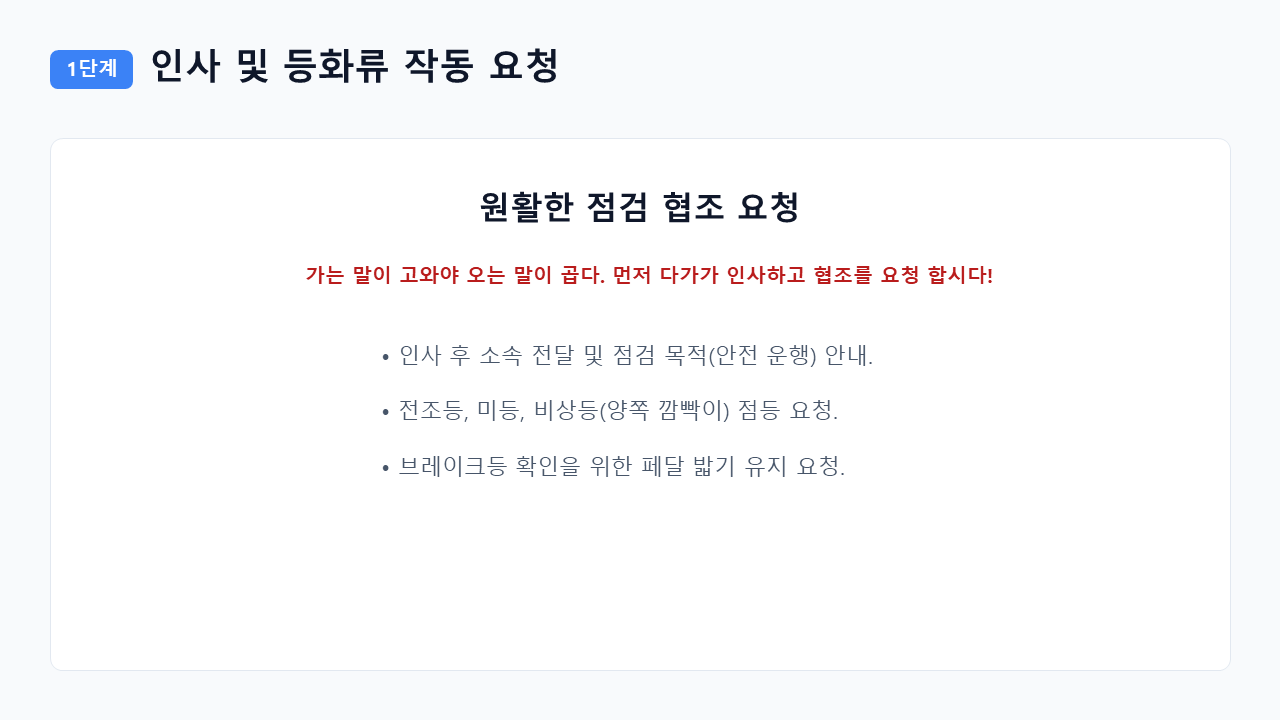 1단계 인사 및 등화류 작동 요청
원활한 점검 협조 요청
가는 말이 고와야 오는 말이 곱다. 먼저 다가가 인사하고 협조를 요청 합시다!
• 인사 후 소속 전달 및 점검 목적(안전 운행) 안내.
• 전조등, 미등, 비상등(양쪽 깜빡이) 점등 요청.
• 브레이크등 확인을 위한 페달 밟기 유지 요청.